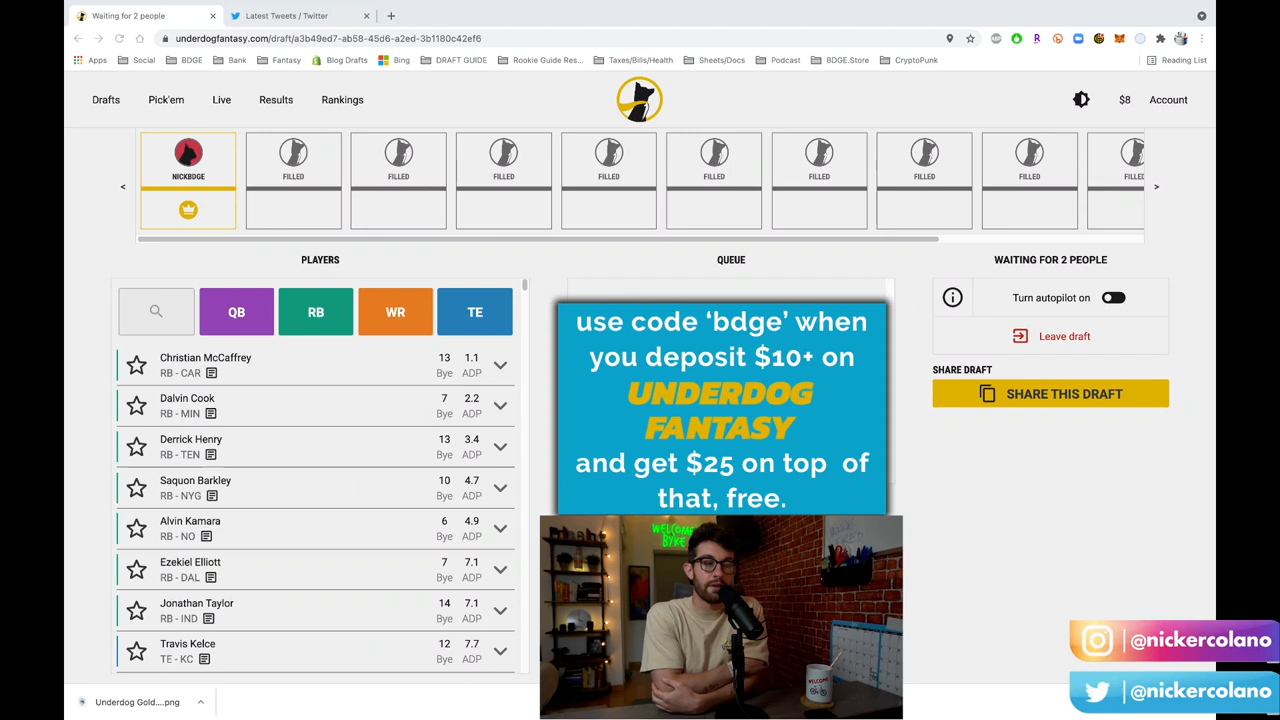 Waiting for 2 people
Latest Tweets / Twitter
underdogfantasy.com/draft/a3b49ed7-ab58-45d6-a2ed-3b1180c42ef6
Apps Social BDGE Bank Fantasy Blog Drafts Bing DRAFT GUIDE Rookie Guide Res... Taxes/Bills/Health Sheets/Docs Podcast BDGE.Store CryptoPunk Reading List
Drafts Pick'em Live Results Rankings $8 Account
NICKBDGE FILLED FILLED FILLED FILLED FILLED FILLED FILLED FILLED
PLAYERS QUEUE WAITING FOR 2 PEOPLE
QB RB WR TE
Turn autopilot on
Leave draft
SHARE DRAFT
SHARE THIS DRAFT
Christian McCaffrey 13 1.1
RB - CAR Bye ADP
Dalvin Cook 7 2.2
RB - MIN Bye ADP
Derrick Henry 13 3.4
RB - TEN Bye ADP
Saquon Barkley 10 4.7
RB - NYG Bye ADP
Alvin Kamara 6 4.9
RB - NO Bye ADP
Ezekiel Elliott 7 7.1
RB - DAL Bye ADP
Jonathan Taylor 14 7.1
RB - IND Bye ADP
Travis Kelce 12 7.7
TE - KC Bye ADP
use code ‘bdge’ when
you deposit $10+ on
UNDERDOG
FANTASY
and get $25 on top of
that, free.
WELCOME
BYKE
@nickercolano
@nickercolano
Underdog Gold....png